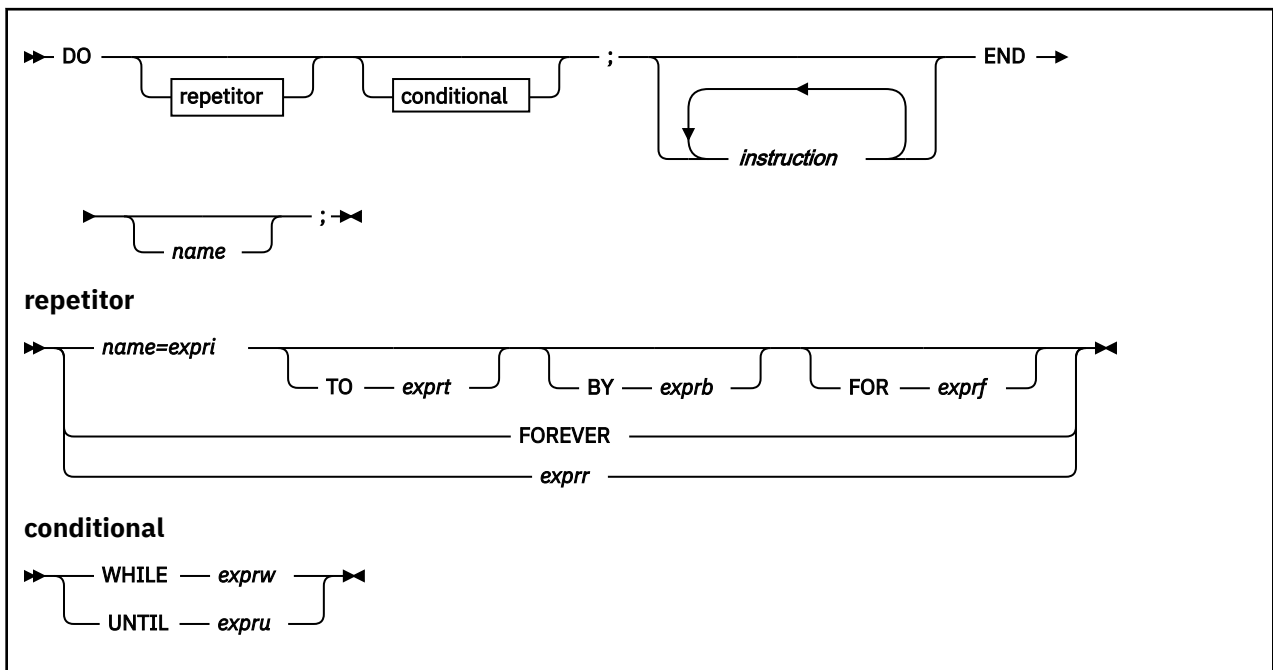 DO ; END
repetitor conditional
instruction
;
name
repetitor
name=expri
TO exprt BY exprb FOR exprf
FOREVER
exprr
conditional
WHILE exprw
UNTIL expru